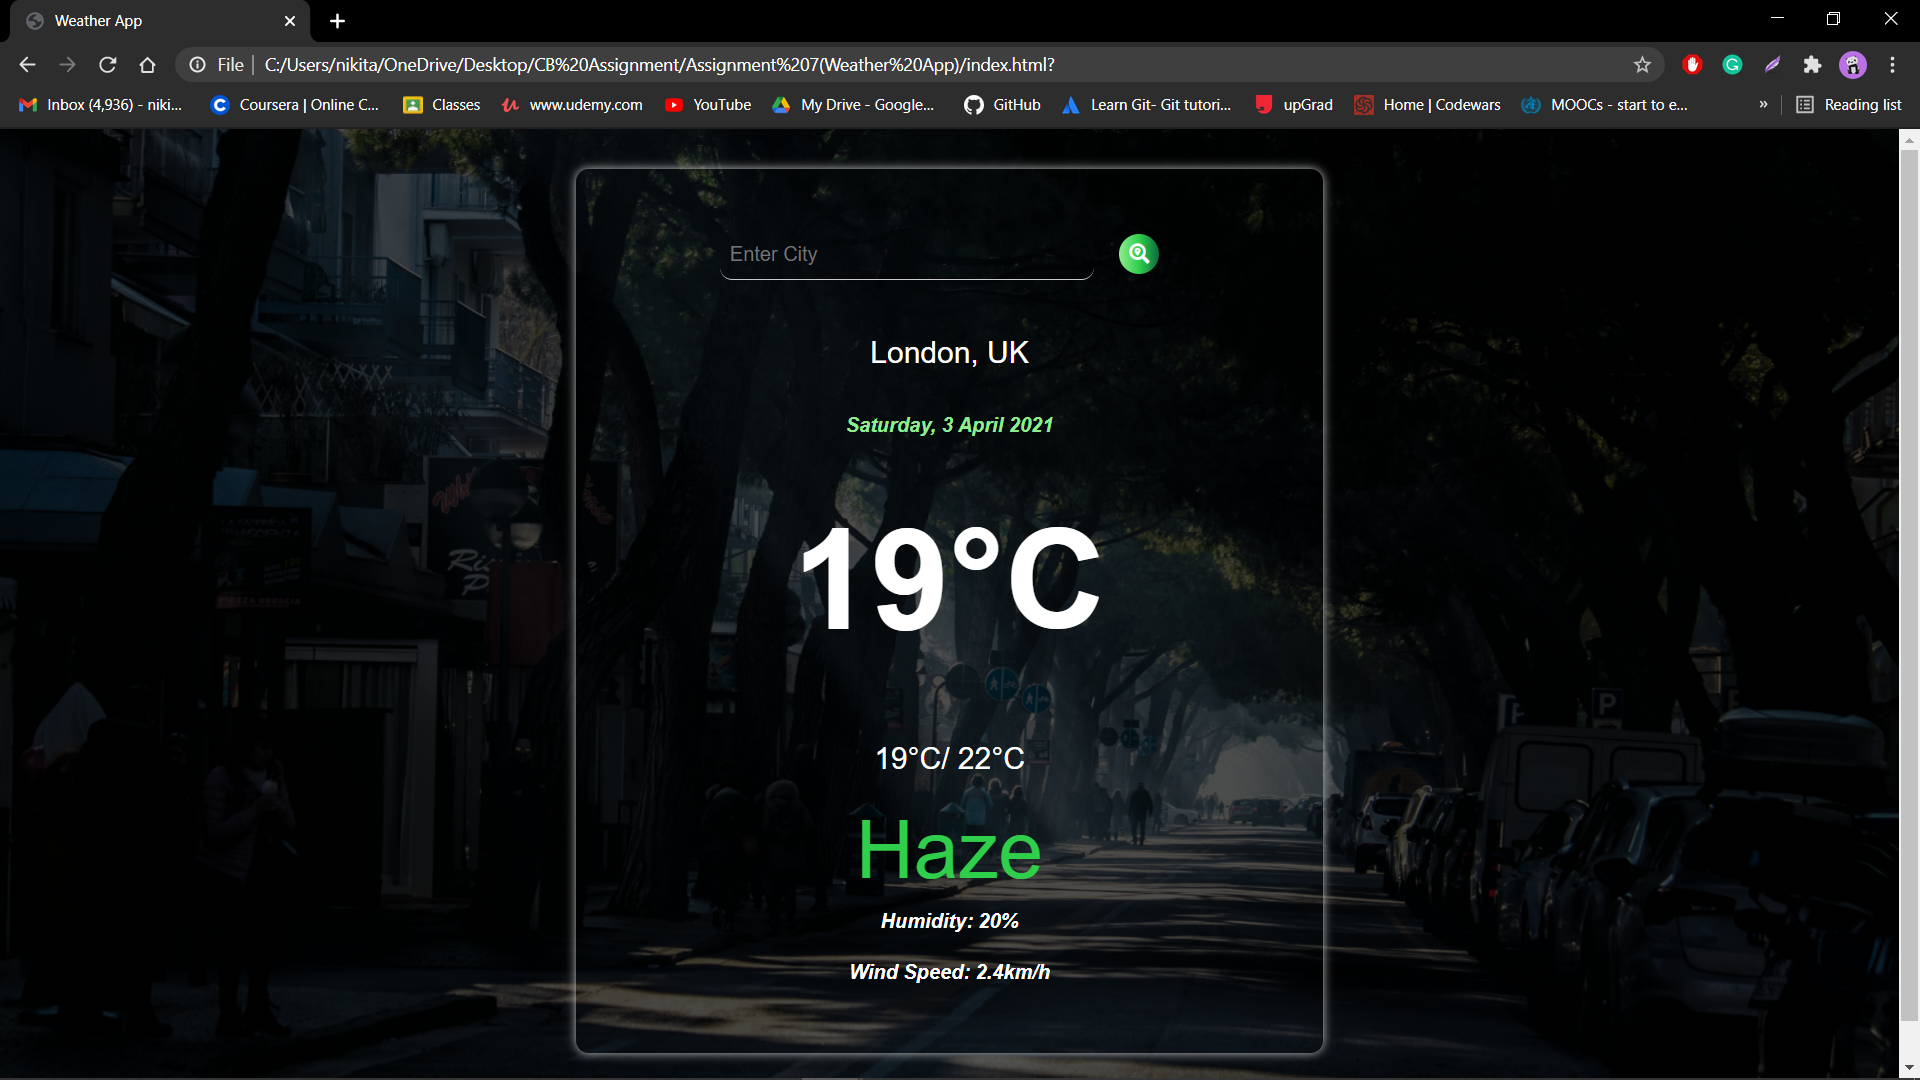 Weather App
File
C:/Users/nikita/OneDrive/Desktop/CB%20Assignment/Assignment%207(Weather%20App)/index.html?
Inbox (4,936) - niki...
Coursera | Online C...
Classes
www.udemy.com
YouTube
My Drive - Google...
GitHub
Learn Git- Git tutori...
upGrad
Home | Codewars
MOOCs - start to e...
»
Reading list
Enter City
London, UK
Saturday, 3 April 2021
19°C
19°C/ 22°C
Haze
Humidity: 20%
Wind Speed: 2.4km/h
P
P